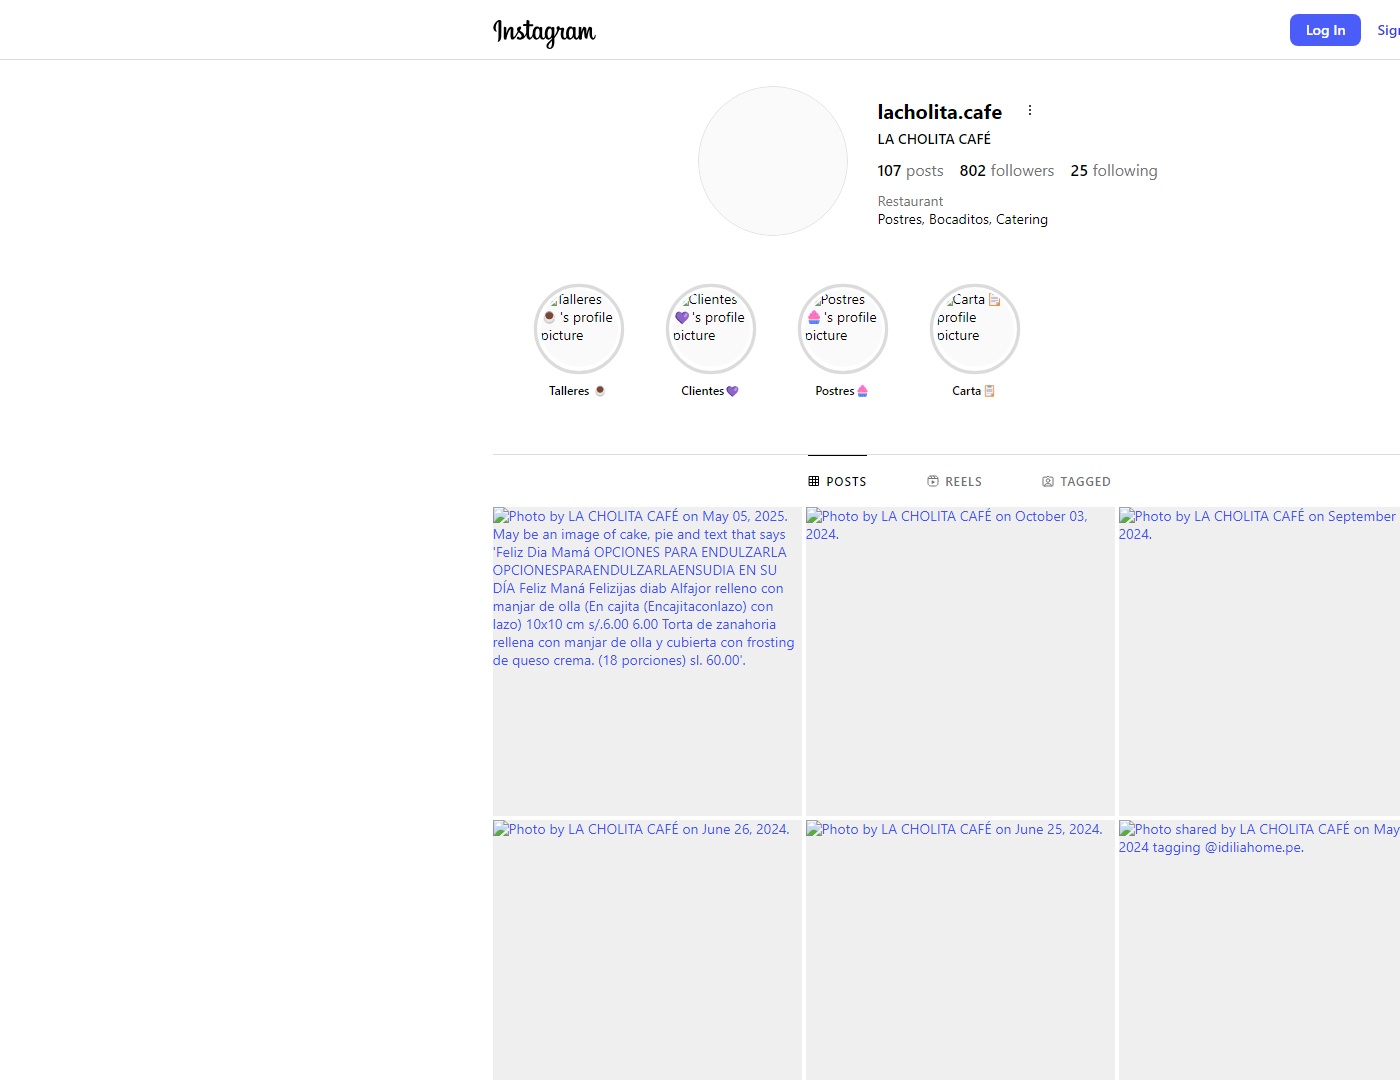 Instagram
Log In
lacholita.cafe
LA CHOLITA CAFÉ
107 posts 802 followers 25 following
Restaurant
Postres, Bocaditos, Catering
Talleres
☕ 's profile
picture
Clientes
💜 's profile
picture
Postres
🧁 's profile
picture
Carta 📋
profile
picture
Talleres ☕
Clientes💜
Postres🧁
Carta📋
POSTS
REELS
TAGGED
Photo by LA CHOLITA CAFÉ on May 05, 2025.
May be an image of cake, pie and text that says
'Feliz Dia Mamá OPCIONES PARA ENDULZARLA
OPCIONESPARAENDULZARLAENSUDIA EN SU
DÍA Feliz Maná Felizijas diab Alfajor relleno con
manjar de olla (En cajita (Encajitaconlazo) con
lazo) 10x10 cm s/.6.00 6.00 Torta de zanahoria
rellena con manjar de olla y cubierta con frosting
de queso crema. (18 porciones) sl. 60.00'.
Photo by LA CHOLITA CAFÉ on October 03,
2024.
Photo by LA CHOLITA CAFÉ on September
2024.
Photo by LA CHOLITA CAFÉ on June 26, 2024.
Photo by LA CHOLITA CAFÉ on June 25, 2024.
Photo shared by LA CHOLITA CAFÉ on May
2024 tagging @idiliahome.pe.